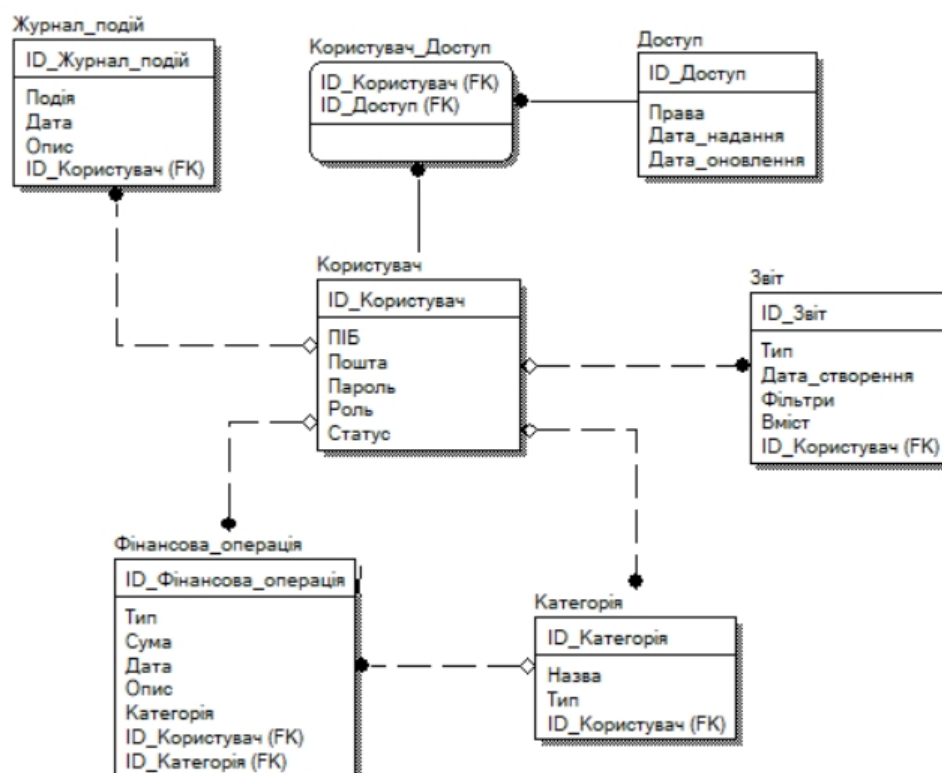 Журнал_подій
ID_Журнал_подій
Подія
Дата
Опис
ID_Користувач (FK)
Користувач_Доступ
ID_Користувач (FK)
ID_Доступ (FK)
Доступ
ID_Доступ
Права
Дата_надання
Дата_оновлення
Користувач
ID_Користувач
ПІБ
Пошта
Пароль
Роль
Статус
Звіт
ID_Звіт
Тип
Дата_створення
Фільтри
Вміст
ID_Користувач (FK)
Фінансова_операція
ID_Фінансова_операція
Тип
Сума
Дата
Опис
Категорія
ID_Користувач (FK)
ID_Категорія (FK)
Категорія
ID_Категорія
Назва
Тип
ID_Користувач (FK)